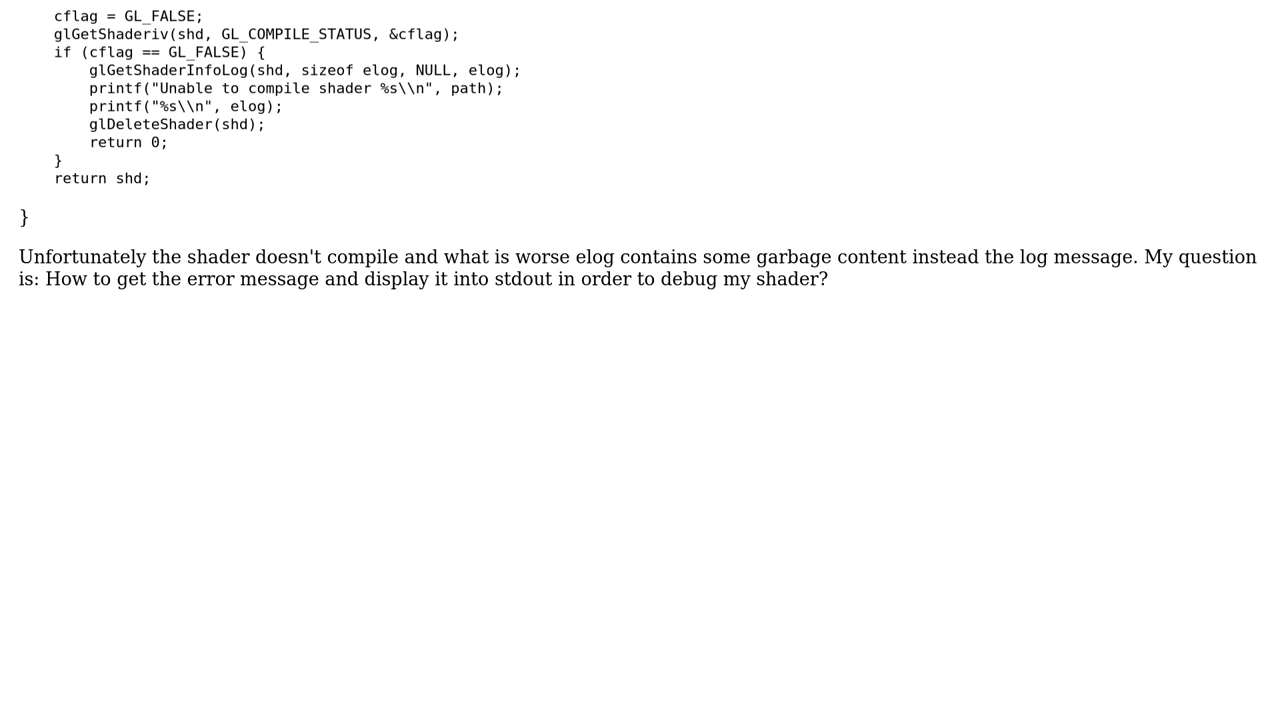 cflag = GL_FALSE;
glGetShaderiv(shd, GL_COMPILE_STATUS, &cflag);
if (cflag == GL_FALSE) {
glGetShaderInfoLog(shd, sizeof elog, NULL, elog);
printf("Unable to compile shader %s\\n", path);
printf("%s\\n", elog);
glDeleteShader(shd);
return 0;
}
return shd;
}
Unfortunately the shader doesn't compile and what is worse elog contains some garbage content instead the log message. My question
is: How to get the error message and display it into stdout in order to debug my shader?